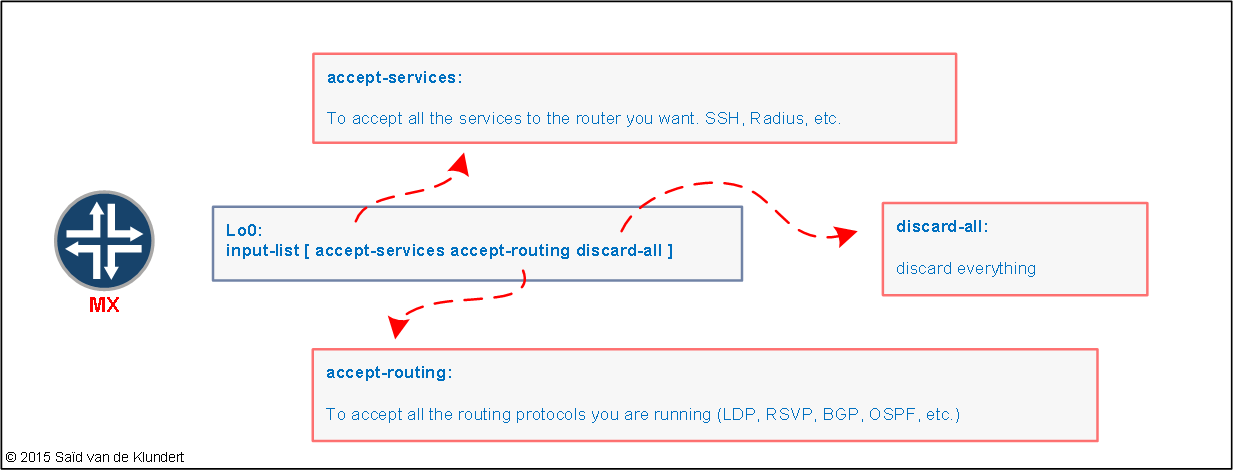 accept-services:
To accept all the services to the router you want. SSH, Radius, etc.
Lo0:
input-list [ accept-services accept-routing discard-all ]
discard-all:
discard everything
MX
accept-routing:
To accept all the routing protocols you are running (LDP, RSVP, BGP, OSPF, etc.)
© 2015 Saïd van de Klundert